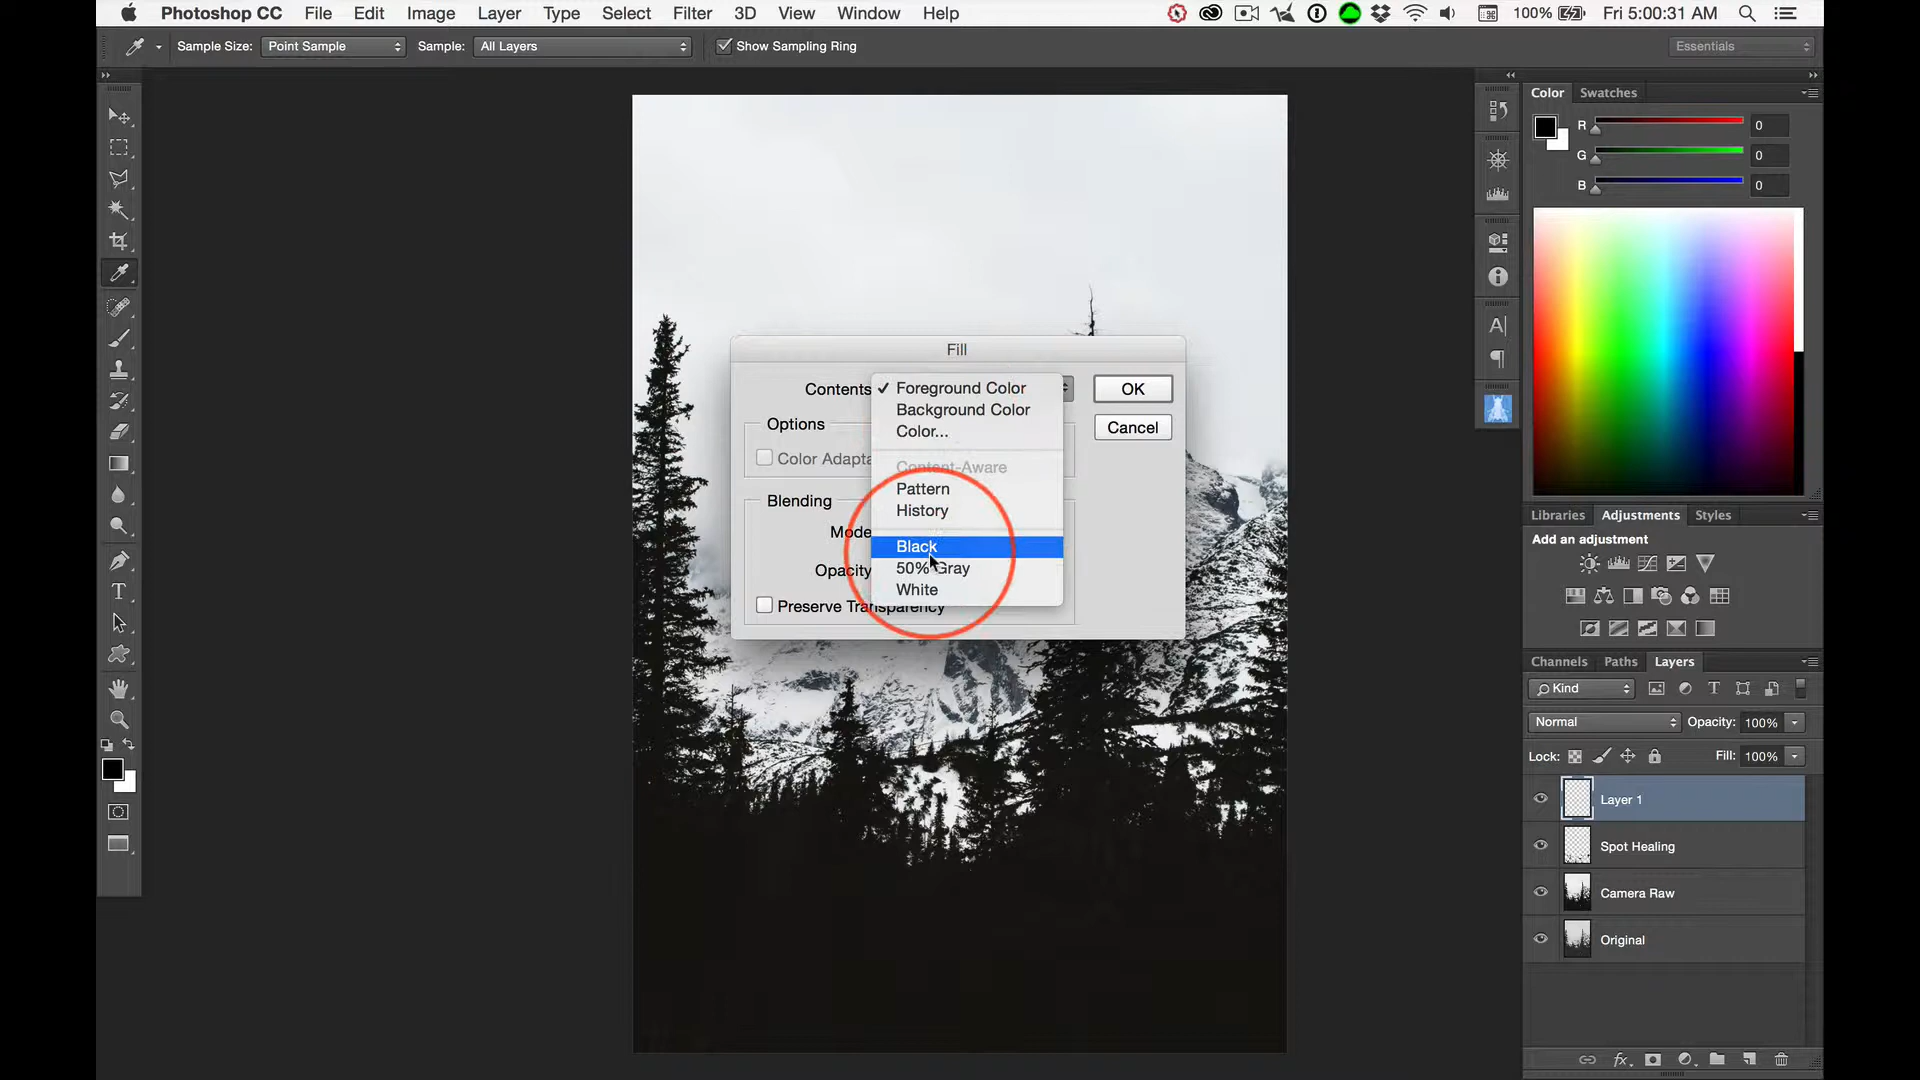 Photoshop CC File Edit Image Layer Type Select Filter 3D View Window Help 100% Fri 5:00:31 AM
Sample Size: Point Sample Sample: All Layers Show Sampling Ring Essentials
Color Swatches
R 0
G 0
B 0
Fill
Contents Foreground Color OK
Background Color
Color... Cancel
Options
Color Adapta
Content-Aware
Pattern
History
Blending
Mode
Black
50% Gray
White
Opacity
Preserve Transparency
Libraries Adjustments Styles
Add an adjustment
Channels Paths Layers
Kind
Normal Opacity: 100%
Lock: Fill: 100%
Layer 1
Spot Healing
Camera Raw
Original